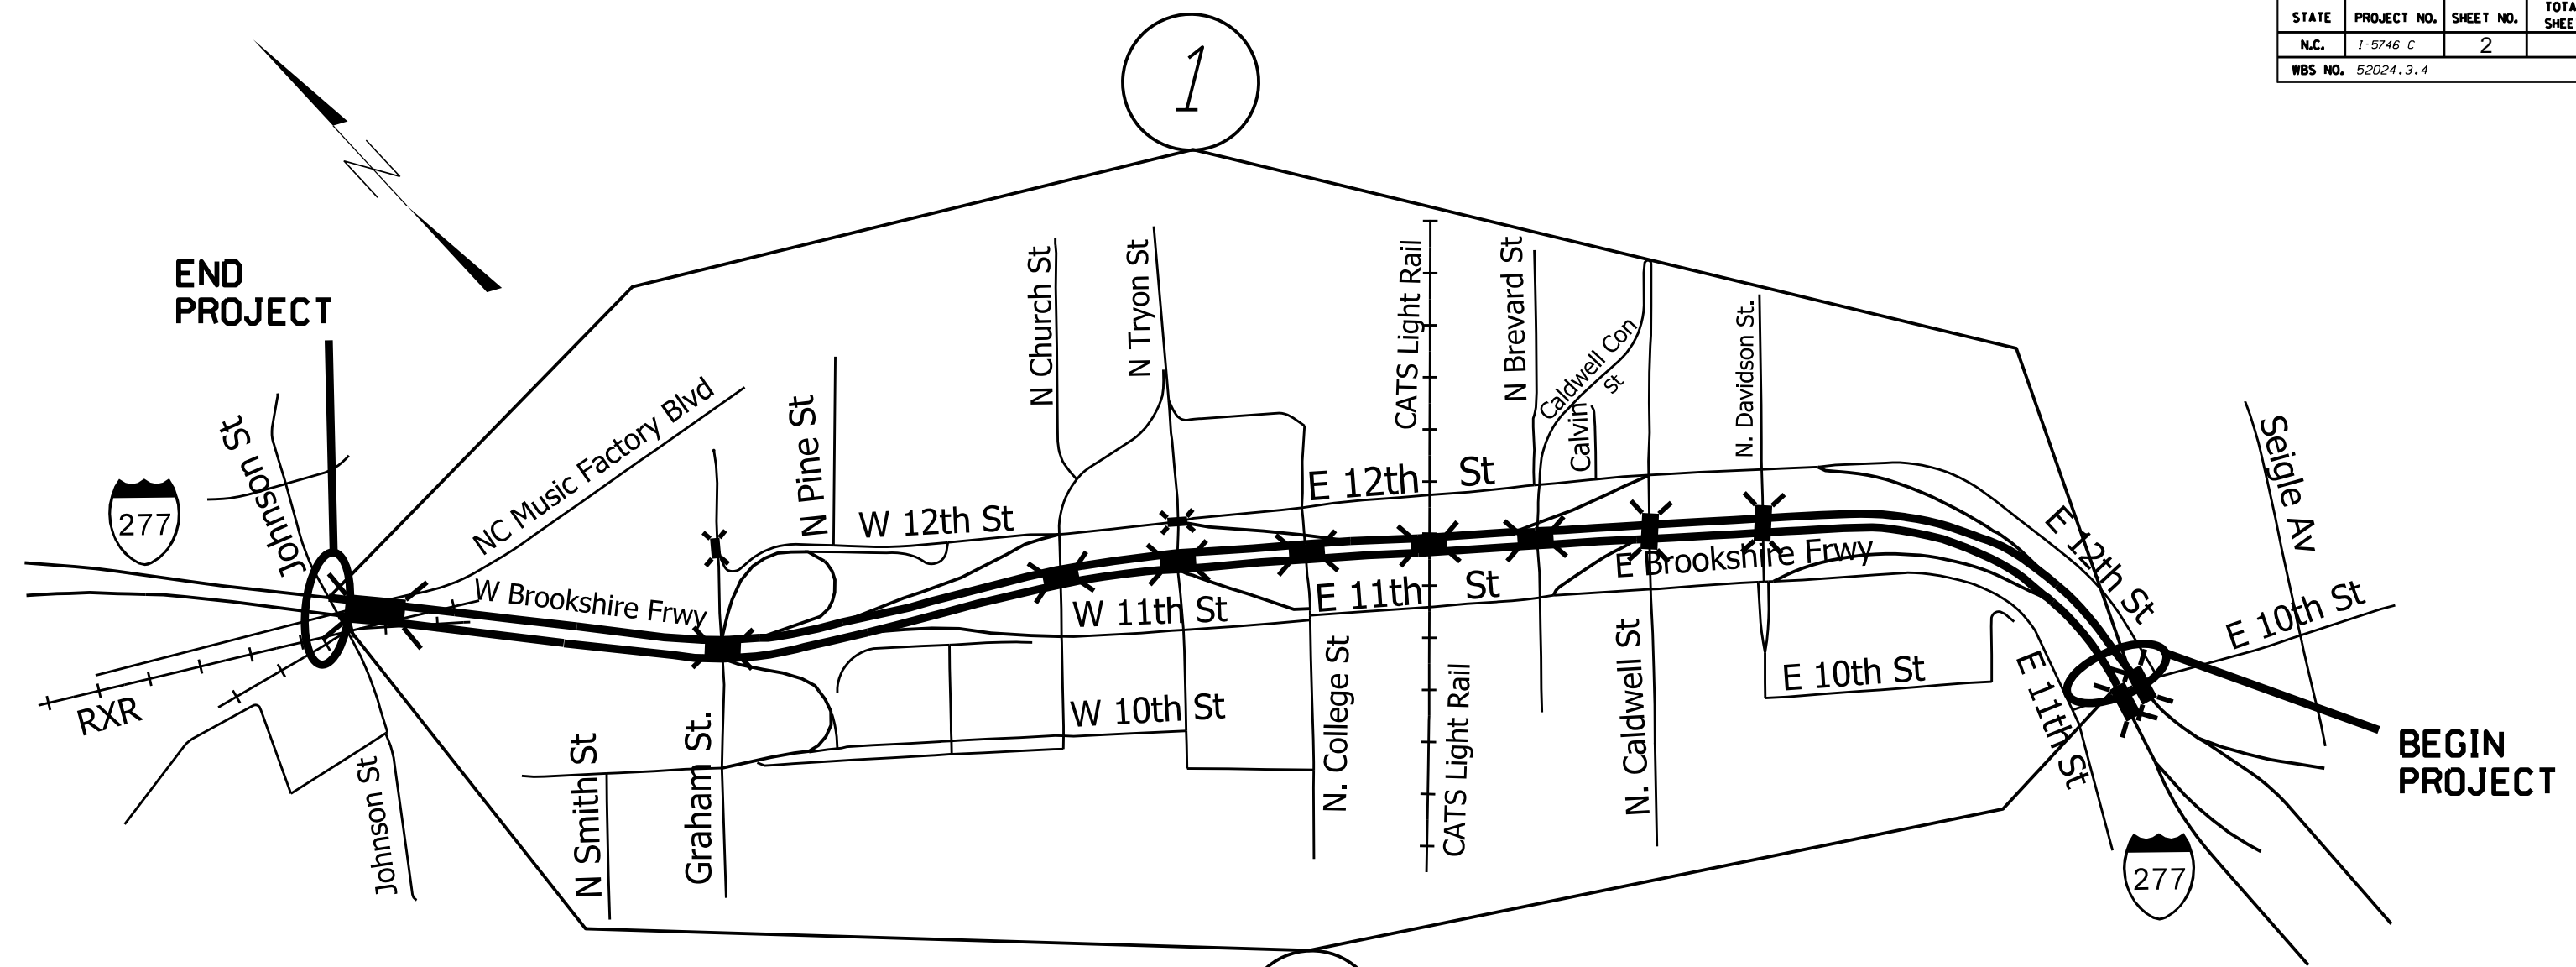 TOTA
STATE PROJECT NO. SHEET NO. SHEE
N.C. I-5746 C 2
WBS NO. 52024.3.4
1
END
PROJECT
Johnson St
277
NC Music Factory Blvd
N Pine St
N Church St
N Tryon St
CATS Light Rail
N Brevard St
Caldwell Con
St
Calvin
N. Davidson St.
Seigle Av
W 12th St
E 12th St
E 12th St
W Brookshire Frwy
E Brookshire Frwy
W 11th St
E 11th St
E 10th St
E 10th St
E 11th St
RXR
W 10th St
Johnson St
N Smith St
Graham St.
N. College St
CATS Light Rail
N. Caldwell St
BEGIN
PROJECT
277